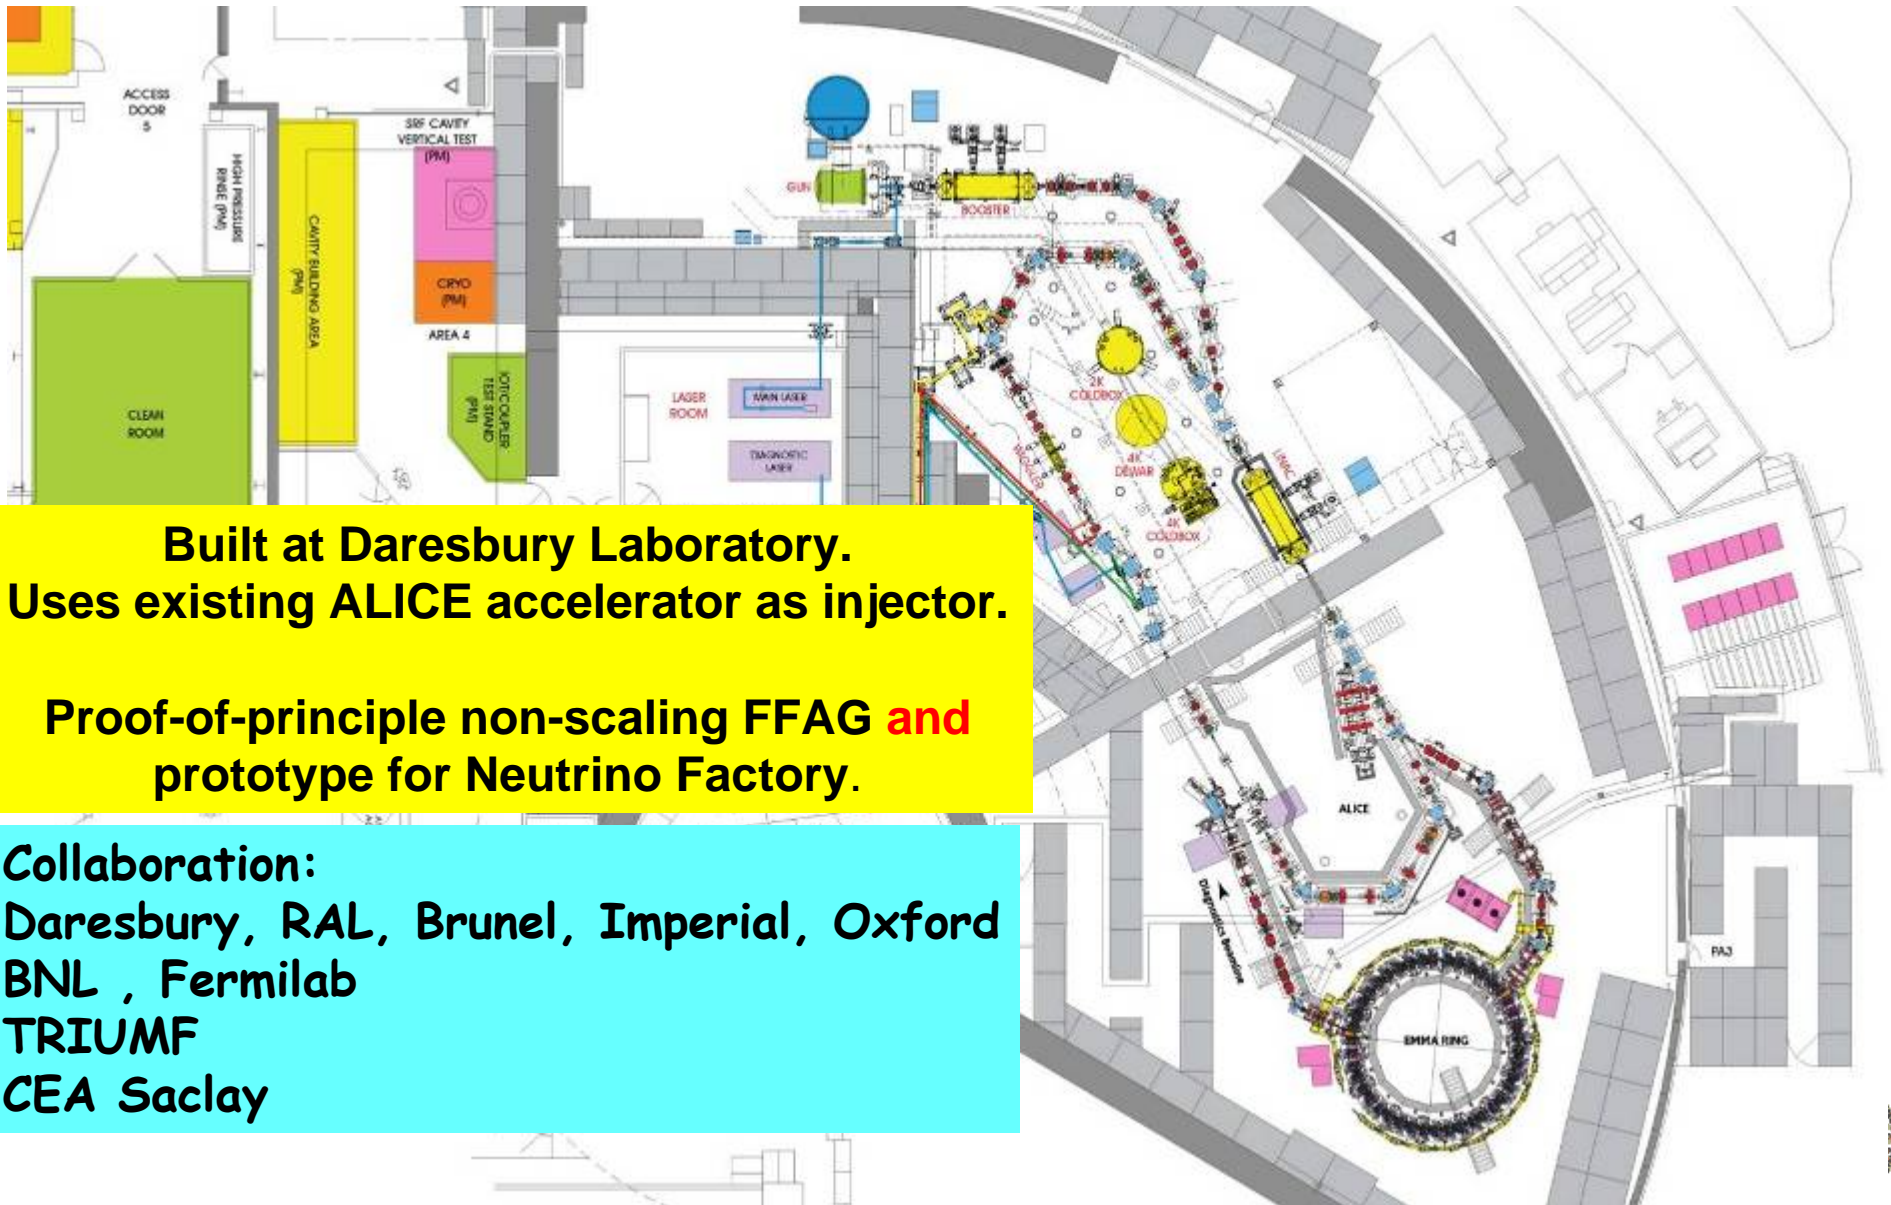 ACCESS
DOOR
5
HIGH PRESSURE
RINSE (PM)
CAVITY BUILDING AREA
(PM)
SRF CAVITY
VERTICAL TEST
(PM)
CRYO
(PM)
AREA 4
IOT/COUPLER
TEST STAND
(PM)
CLEAN
ROOM
LASER
ROOM
MAIN LASER
DIAGNOSTIC
LASER
GUN
BOOSTER
2K
COLDBOX
4K
DEWAR
4K
COLDBOX
WIGGLER
LINAC
Built at Daresbury Laboratory.
Uses existing ALICE accelerator as injector.
Proof-of-principle non-scaling FFAG and
prototype for Neutrino Factory.
Collaboration:
Daresbury, RAL, Brunel, Imperial, Oxford
BNL , Fermilab
TRIUMF
CEA Saclay
ALICE
Diagnostics Beamline
EMMA RING
PA3